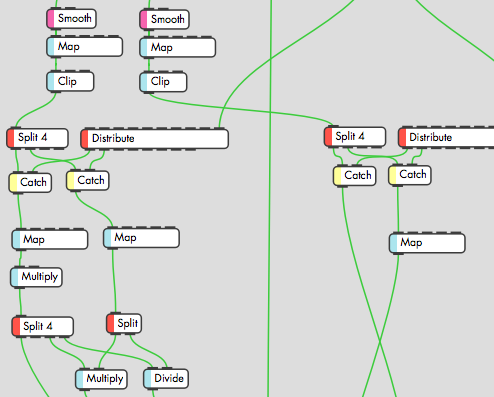 Smooth
Smooth
Map
Map
Clip
Clip
Split 4
Distribute
Split 4
Distribute
Catch
Catch
Catch
Catch
Map
Map
Map
Multiply
Split 4
Split
Multiply
Divide